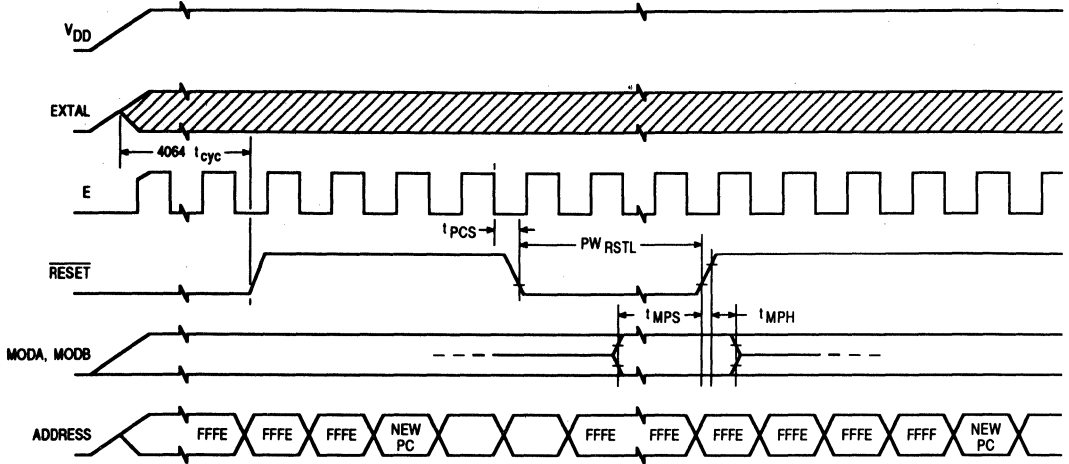 VDD
EXTAL
4064 tcyc
E
tPCS
PWRSTL
RESET
tMPS
tMPH
MODA, MODB
ADDRESS
FFFE
FFFE
FFFE
NEW
PC
FFFE
FFFE
FFFE
FFFE
FFFE
FFFF
NEW
PC